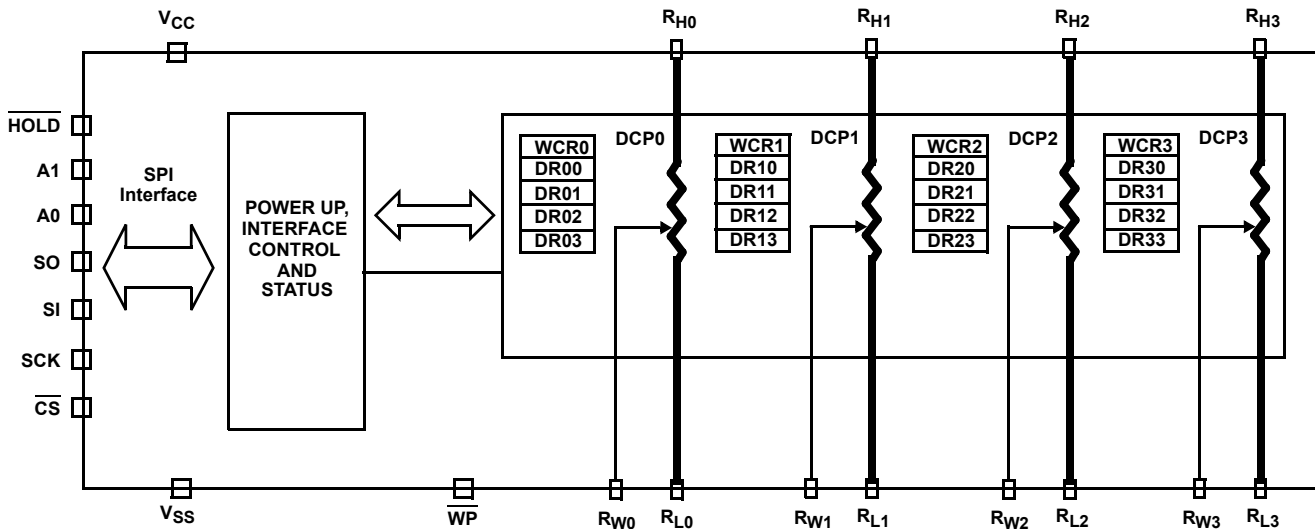 VCC
RH0
RH1
RH2
RH3
HOLD
A1
A0
SO
SI
SCK
CS
SPI
Interface
POWER UP,
INTERFACE
CONTROL
AND
STATUS
WCR0
DR00
DR01
DR02
DR03
DCP0
WCR1
DR10
DR11
DR12
DR13
DCP1
WCR2
DR20
DR21
DR22
DR23
DCP2
WCR3
DR30
DR31
DR32
DR33
DCP3
VSS
WP
RW0
RL0
RW1
RL1
RW2
RL2
RW3
RL3